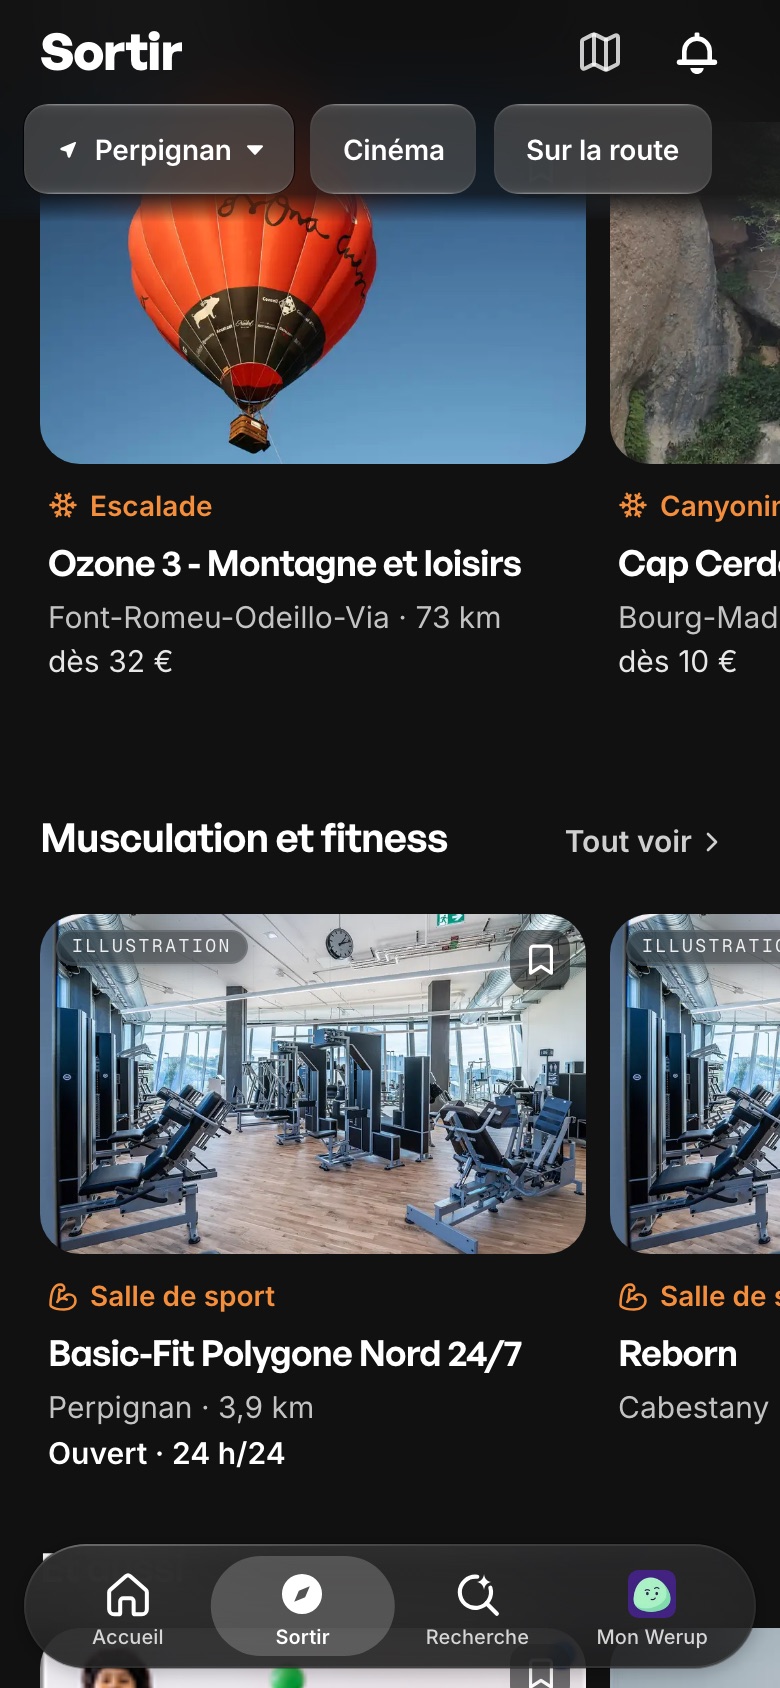 Sortir
Perpignan
Cinéma
Sur la route
Escalade
Ozone 3 - Montagne et loisirs
Font-Romeu-Odeillo-Via · 73 km
dès 32 €
Canyonin
Cap Cerd
Bourg-Mad
dès 10 €
Musculation et fitness
Tout voir
ILLUSTRATION
ILLUSTRATIO
Salle de sport
Basic-Fit Polygone Nord 24/7
Perpignan · 3,9 km
Ouvert · 24 h/24
Salle de s
Reborn
Cabestany
Accueil
Sortir
Recherche
Mon Werup